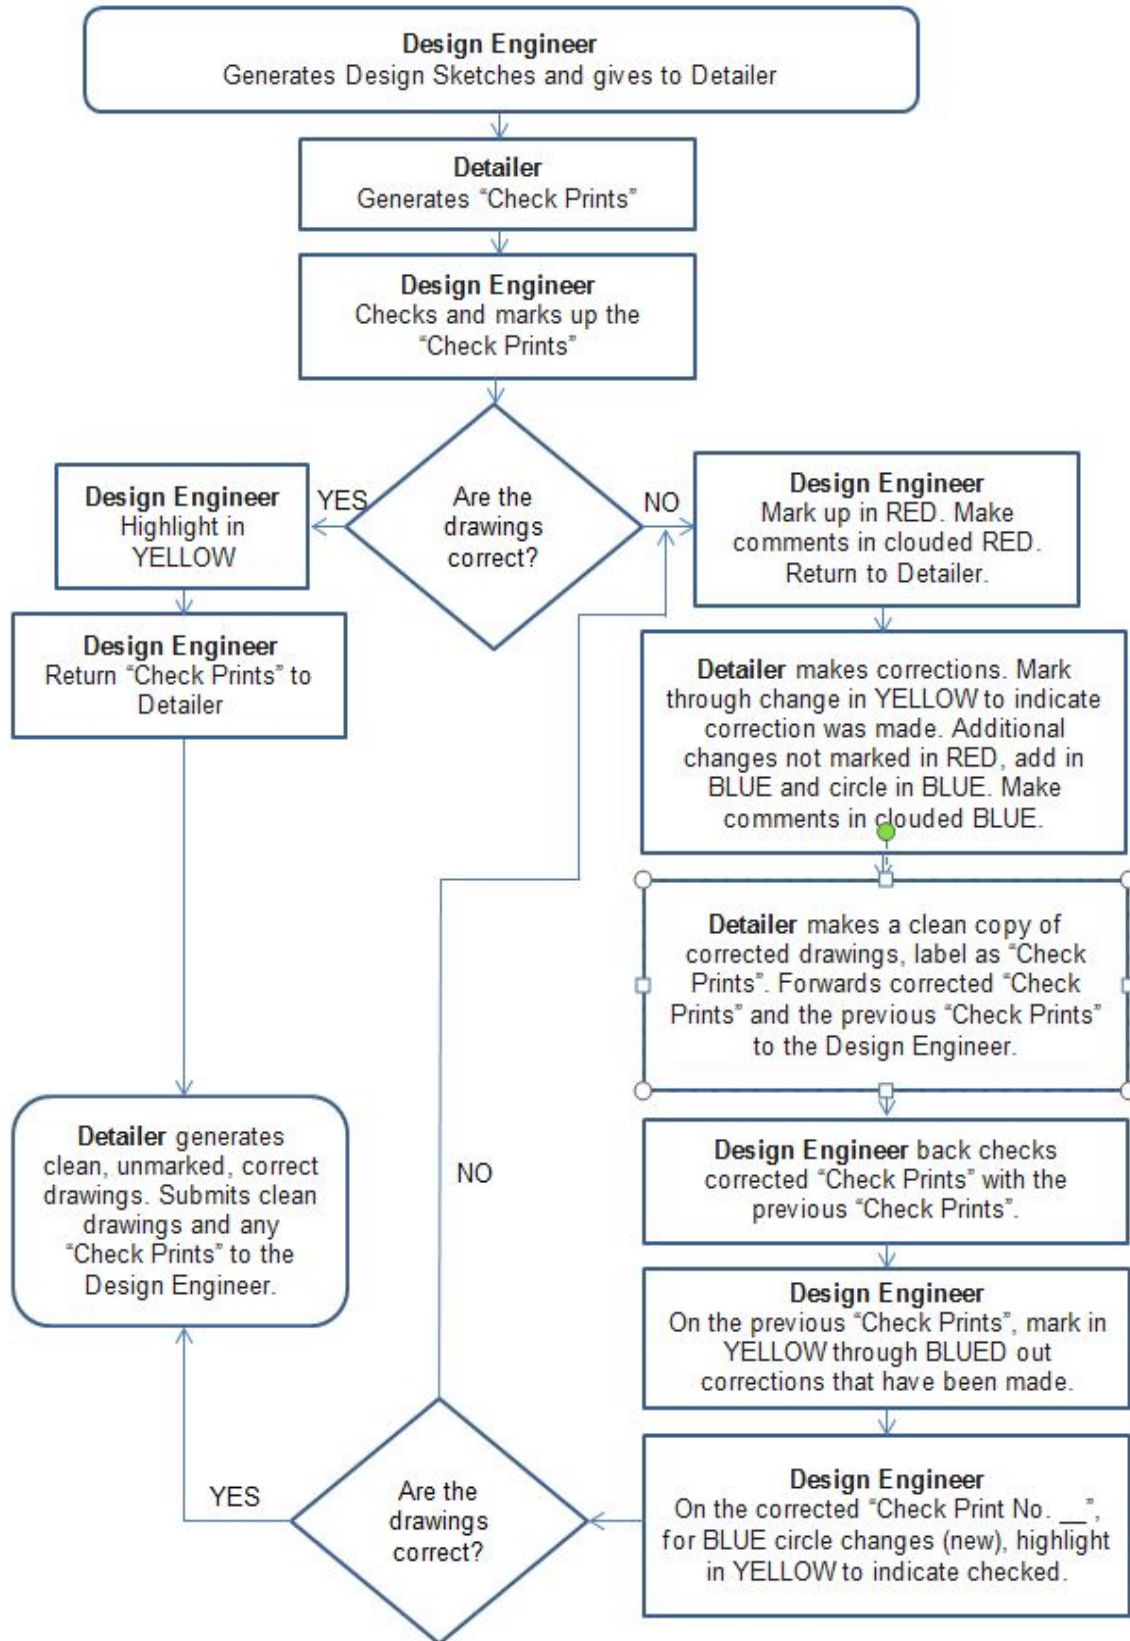 Design Engineer
Generates Design Sketches and gives to Detailer
Detailer
Generates “Check Prints”
Design Engineer
Checks and marks up the
“Check Prints”
Are the
drawings
correct?
YES
NO
Design Engineer
Highlight in
YELLOW
Design Engineer
Return “Check Prints” to
Detailer
Design Engineer
Mark up in RED. Make
comments in clouded RED.
Return to Detailer.
Detailer makes corrections. Mark
through change in YELLOW to indicate
correction was made. Additional
changes not marked in RED, add in
BLUE and circle in BLUE. Make
comments in clouded BLUE.
Detailer makes a clean copy of
corrected drawings, label as “Check
Prints”. Forwards corrected “Check
Prints” and the previous “Check Prints”
to the Design Engineer.
Design Engineer back checks
corrected “Check Prints” with the
previous “Check Prints”.
Design Engineer
On the previous “Check Prints”, mark in
YELLOW through BLUED out
corrections that have been made.
Design Engineer
On the corrected “Check Print No. __”,
for BLUE circle changes (new), highlight
in YELLOW to indicate checked.
Are the
drawings
correct?
NO
YES
Detailer generates
clean, unmarked, correct
drawings. Submits clean
drawings and any
“Check Prints” to the
Design Engineer.